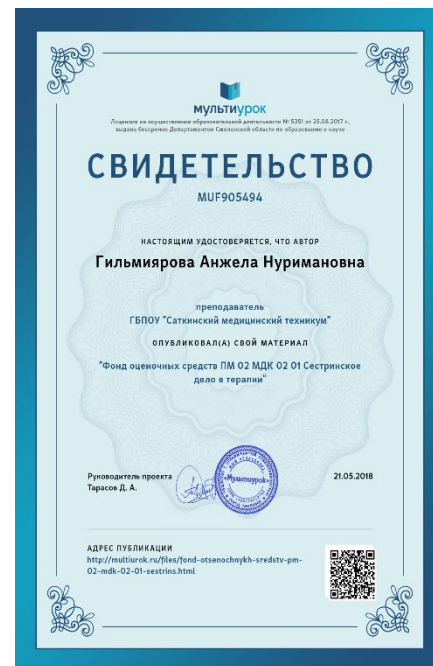 мультиурок
Лицензия на осуществление образовательной деятельности № 5251 от 25.08.2017 г.,
выдана бессрочно Департаментом Смоленской области по образованию и науке
СВИДЕТЕЛЬСТВО
MUF905494
НАСТОЯЩИМ УДОСТОВЕРЯЕТСЯ, ЧТО АВТОР
Гильмиярова Анжела Нуримановна
преподаватель
ГБПОУ "Саткинский медицинский техникум"
ОПУБЛИКОВАЛ(А) СВОЙ МАТЕРИАЛ
"Фонд оценочных средств ПМ 02 МДК 02 01 Сестринское
дело в терапии"
Руководитель проекта
Тарасов Д. А.
«Мультиурок»
21.05.2018
АДРЕС ПУБЛИКАЦИИ
http://multiurok.ru/files/fond-otsenochnykh-sredstv-pm-
02-mdk-02-01-sestrins.html